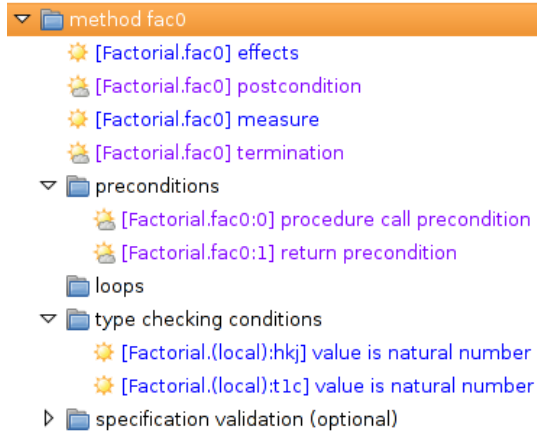 method fac0
[Factorial.fac0] effects
[Factorial.fac0] postcondition
[Factorial.fac0] measure
[Factorial.fac0] termination
preconditions
[Factorial.fac0:0] procedure call precondition
[Factorial.fac0:1] return precondition
loops
type checking conditions
[Factorial.(local):hkj] value is natural number
[Factorial.(local):t1c] value is natural number
specification validation (optional)